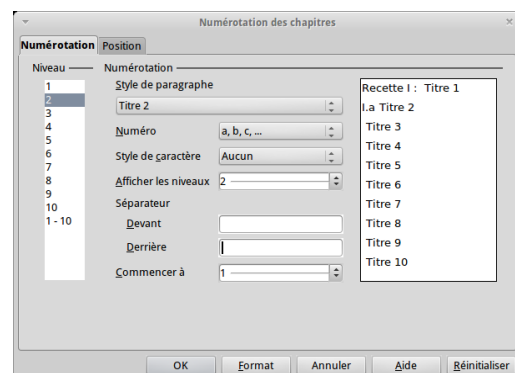 Numérotation des chapitres
Numérotation Position
Niveau
1
2
3
4
5
6
7
8
9
10
1 - 10
Numérotation
Style de paragraphe
Titre 2
Numéro a, b, c, ...
Style de caractère Aucun
Afficher les niveaux 2
Séparateur
Devant
Derrière
Commencer à 1
Recette I : Titre 1
I.a Titre 2
Titre 3
Titre 4
Titre 5
Titre 6
Titre 7
Titre 8
Titre 9
Titre 10
OK Format Annuler Aide Réinitialiser